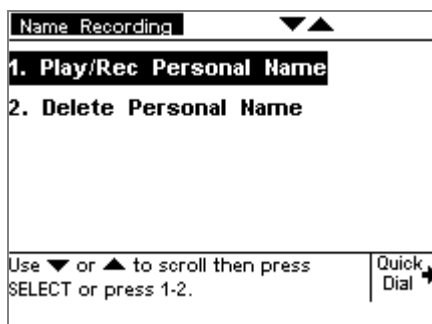 Name Recording ▼▲
1. Play/Rec Personal Name
2. Delete Personal Name
Use ▼ or ▲ to scroll then press
SELECT or press 1-2.
Quick
Dial